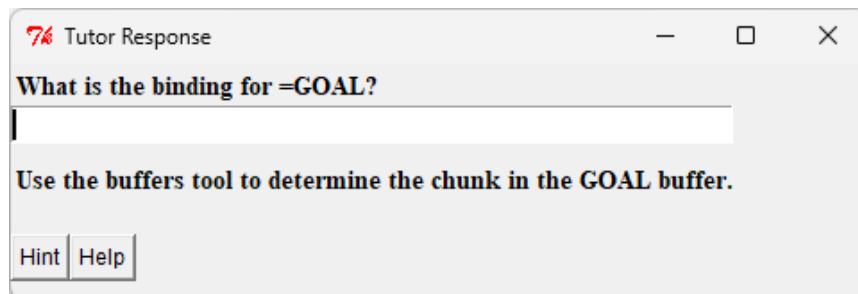 Tutor Response
What is the binding for =GOAL?
Use the buffers tool to determine the chunk in the GOAL buffer.
Hint Help